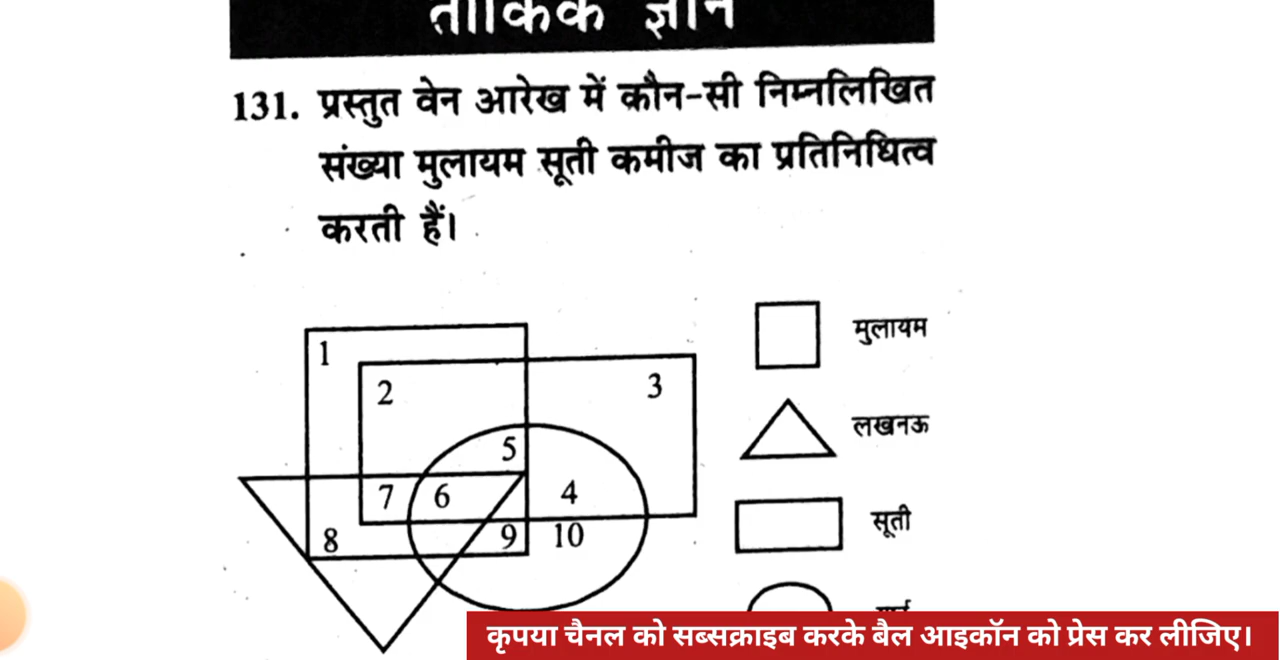 तार्किक ज्ञान
131. प्रस्तुत वेन आरेख में कौन-सी निम्नलिखित
संख्या मुलायम सूती कमीज का प्रतिनिधित्व
करती हैं।
1
2
3
मुलायम
5
लखनऊ
7 6 4
सूती
8 9 10
कृपया चैनल को सब्सक्राइब करके बैल आइकॉन को प्रेस कर लीजिए।